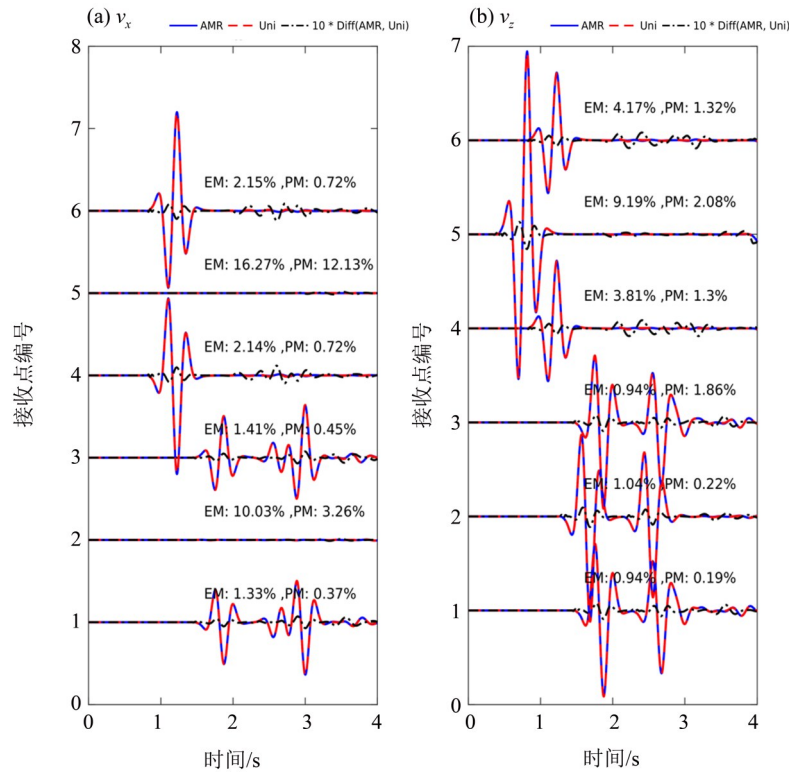 (a) vx
AMR Uni 10 * Diff(AMR, Uni)
8
7
6
5
4
3
2
1
0
EM: 2.15% ,PM: 0.72%
EM: 16.27% ,PM: 12.13%
EM: 2.14% ,PM: 0.72%
EM: 1.41% ,PM: 0.45%
EM: 10.03% ,PM: 3.26%
EM: 1.33% ,PM: 0.37%
接收点编号
0 1 2 3 4
时间/s
(b) vz
AMR Uni 10 * Diff(AMR, Uni)
7
6
5
4
3
2
1
0
EM: 4.17% ,PM: 1.32%
EM: 9.19% ,PM: 2.08%
EM: 3.81% ,PM: 1.3%
EM: 0.94% ,PM: 1.86%
EM: 1.04% ,PM: 0.22%
EM: 0.94% ,PM: 0.19%
接收点编号
0 1 2 3 4
时间/s